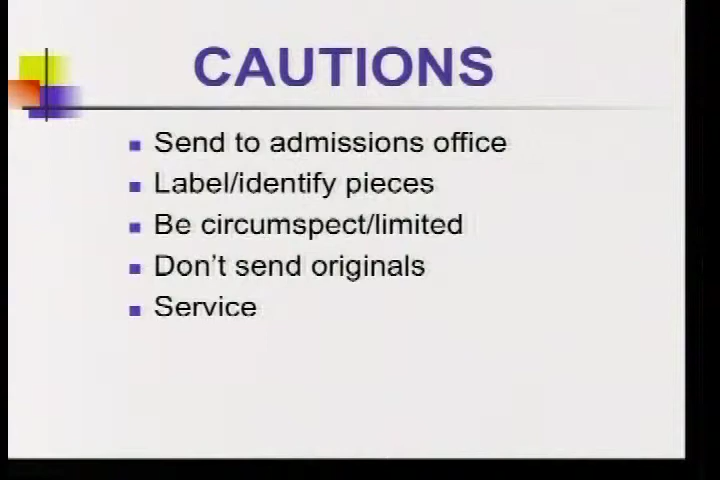 CAUTIONS
Send to admissions office
Label/identify pieces
Be circumspect/limited
Don't send originals
Service